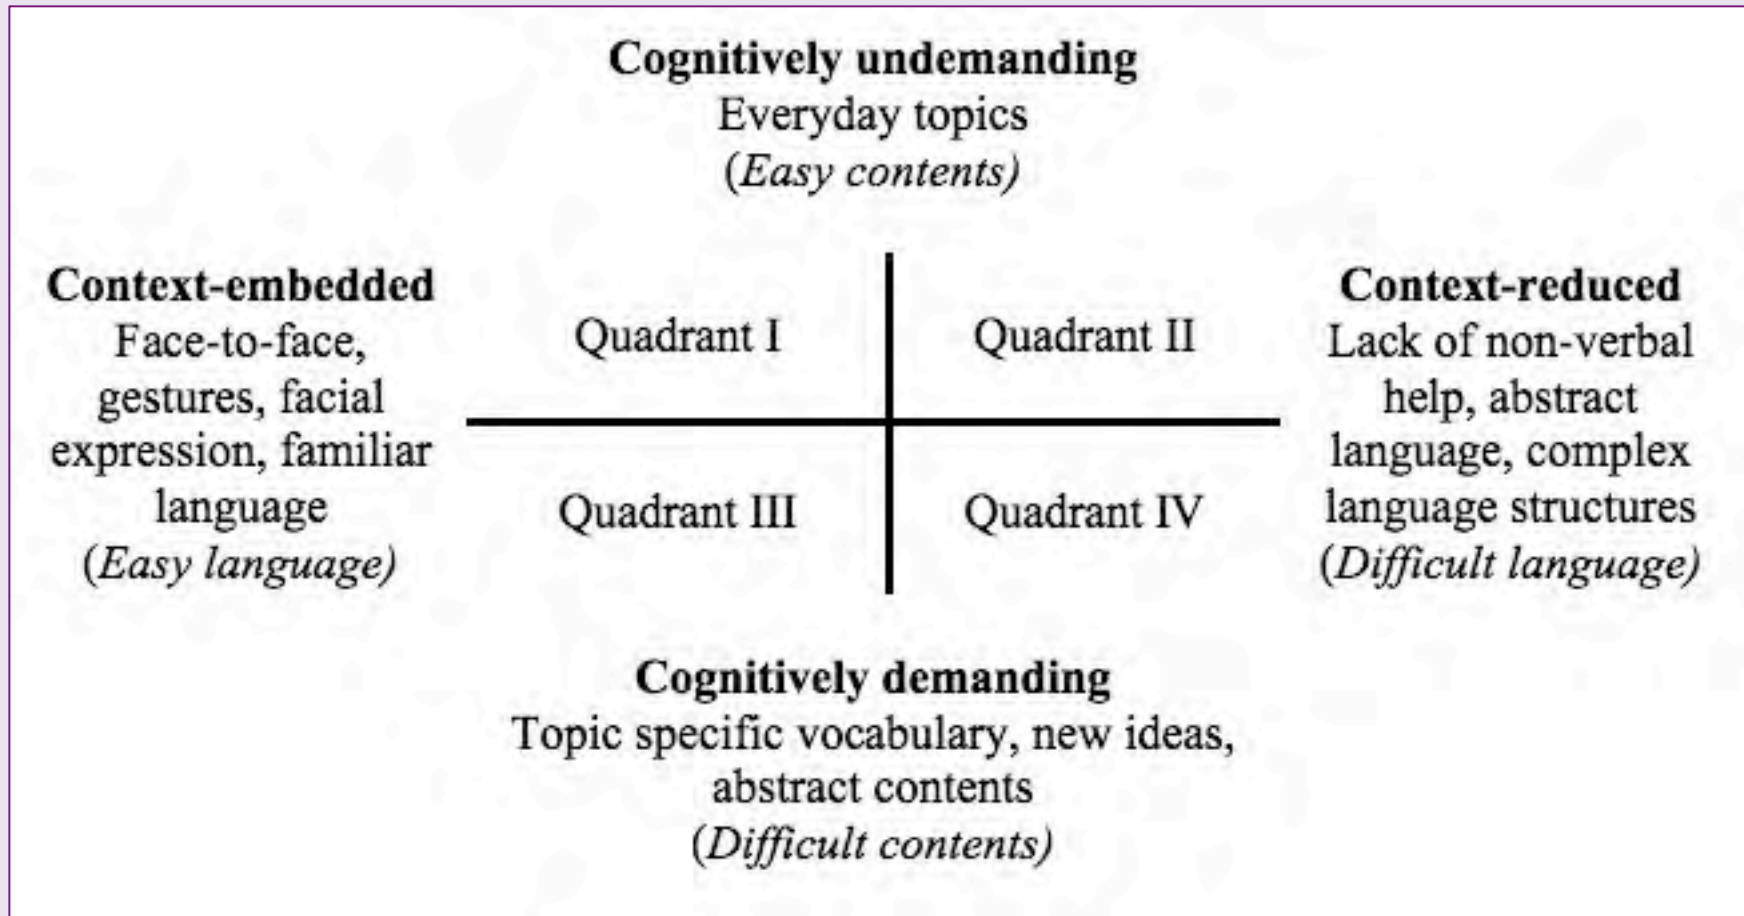 Cognitively undemanding
Everyday topics
(Easy contents)
Context-embedded
Face-to-face,
gestures, facial
expression, familiar
language
(Easy language)
Quadrant I
Quadrant II
Quadrant III
Quadrant IV
Context-reduced
Lack of non-verbal
help, abstract
language, complex
language structures
(Difficult language)
Cognitively demanding
Topic specific vocabulary, new ideas,
abstract contents
(Difficult contents)